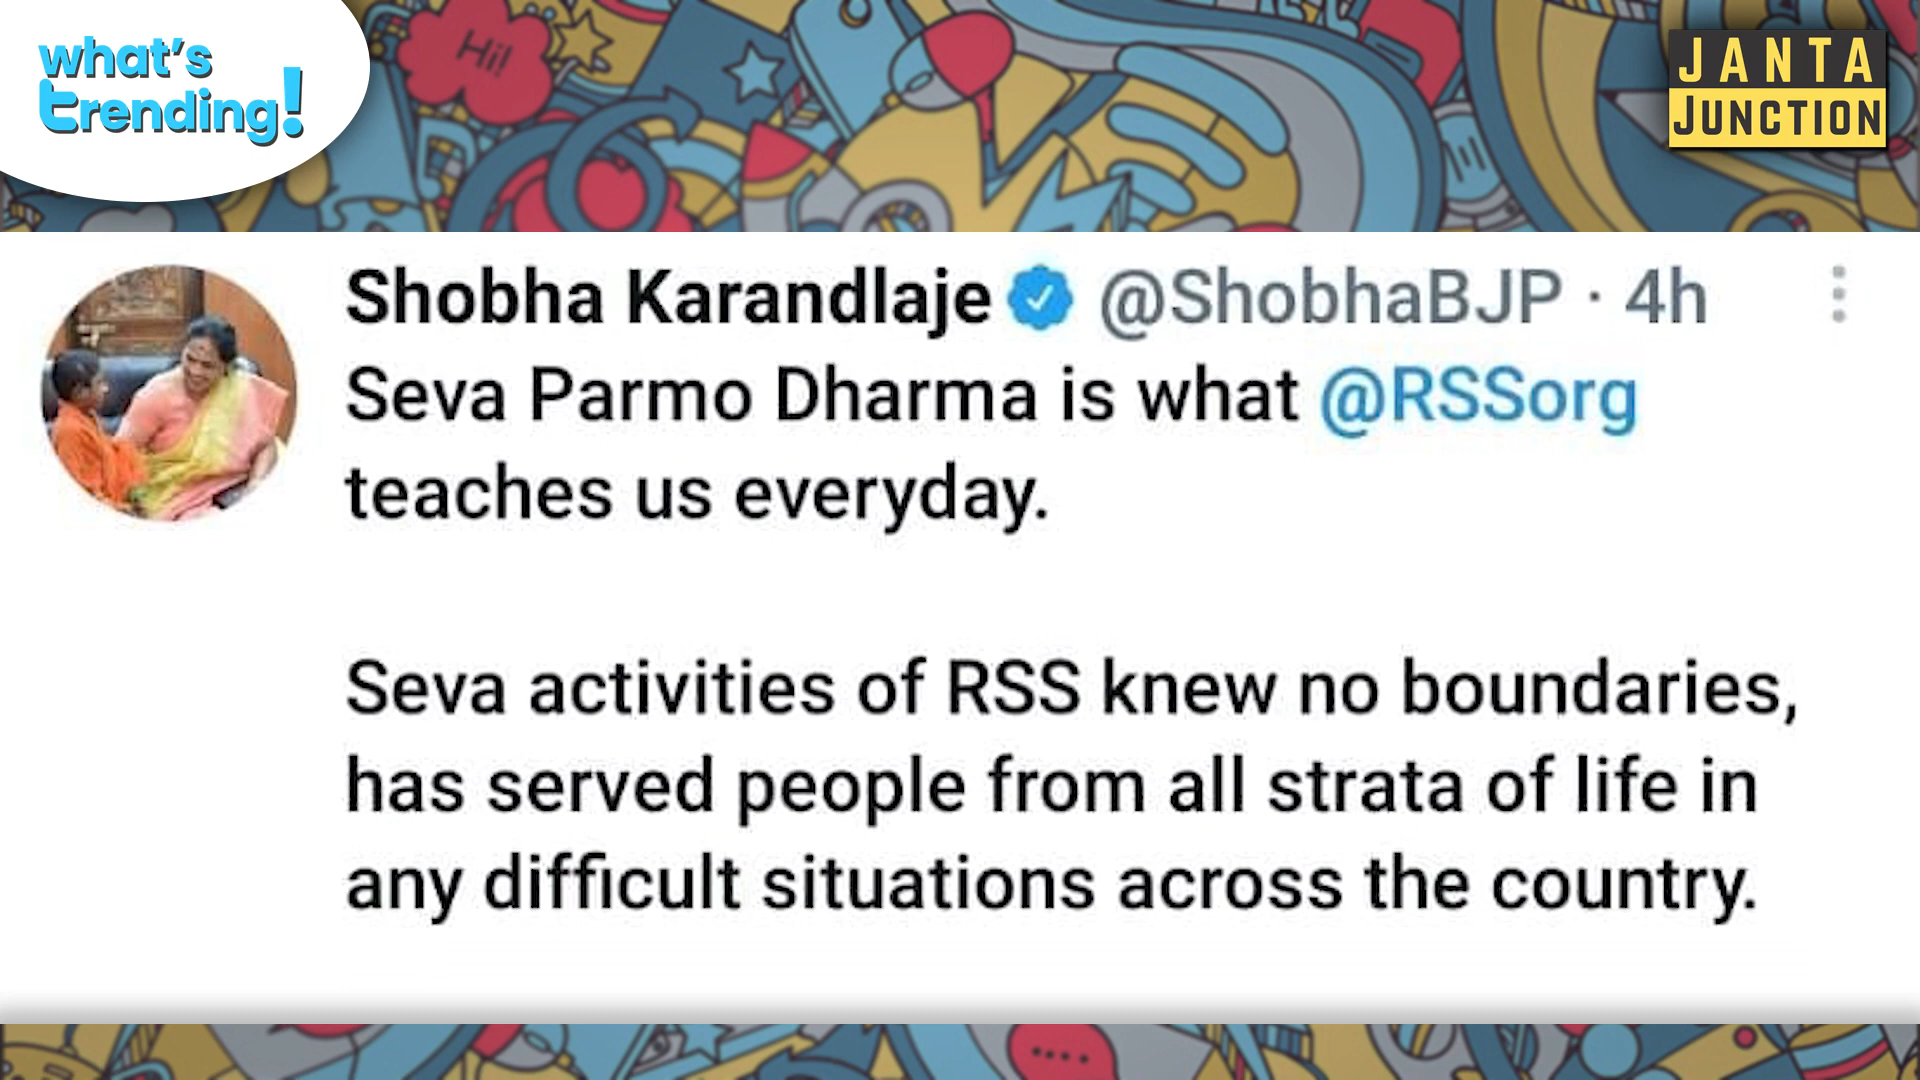 what's
trending!
Hi!
JANTA
JUNCTION
Shobha Karandlaje @ShobhaBJP · 4h
Seva Parmo Dharma is what @RSSorg
teaches us everyday.
Seva activities of RSS knew no boundaries,
has served people from all strata of life in
any difficult situations across the country.